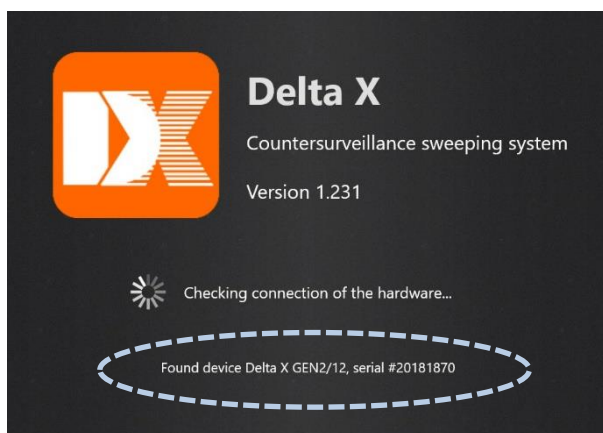 DX
Delta X
Countersurveillance sweeping system
Version 1.231
Checking connection of the hardware...
Found device Delta X GEN2/12, serial #20181870